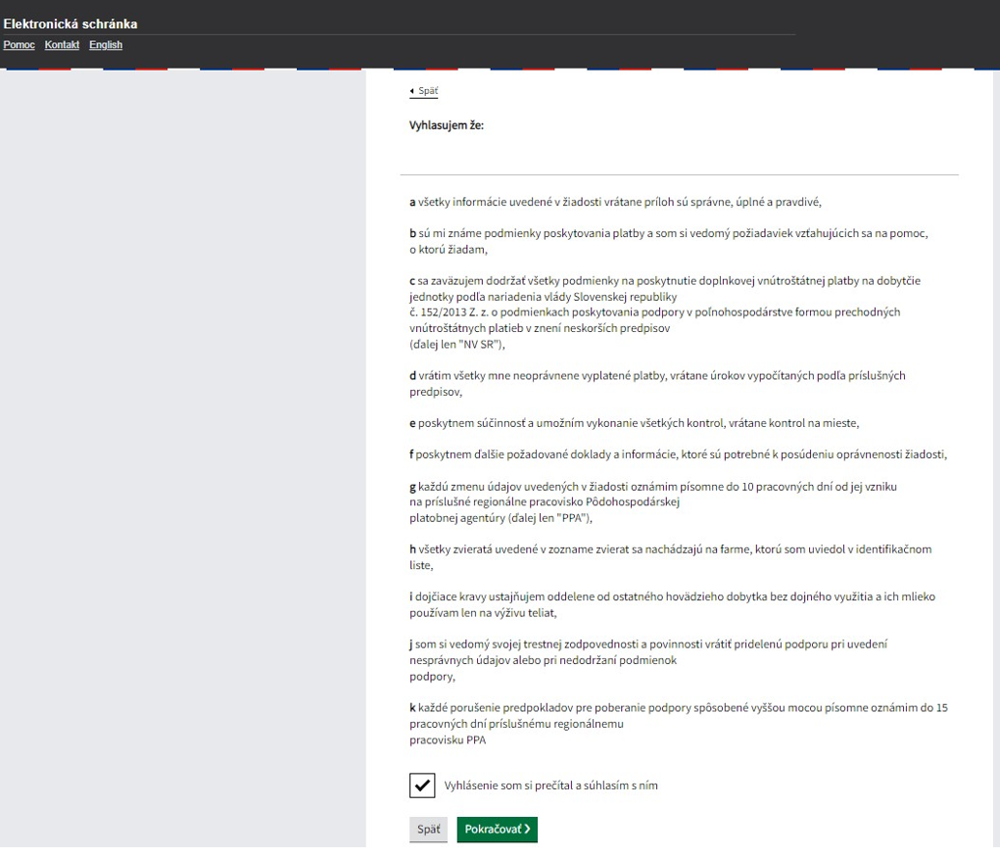 Elektronická schránka
Pomoc Kontakt English
Späť
Vyhlasujem že:
a všetky informácie uvedené v žiadosti vrátane príloh sú správne, úplné a pravdivé,
b sú mi známe podmienky poskytovania platby a som si vedomý požiadaviek vzťahujúcich sa na pomoc,
o ktorú žiadam,
c sa zaväzujem dodržať všetky podmienky na poskytnutie doplnkovej vnútroštátnej platby na dobytčie
jednotky podľa nariadenia vlády Slovenskej republiky
č. 152/2013 Z. z. o podmienkach poskytovania podpory v poľnohospodárstve formou prechodných
vnútroštátnych platieb v znení neskorších predpisov
(ďalej len "NV SR"),
d vrátim všetky mne neoprávnene vyplatené platby, vrátane úrokov vypočítaných podľa príslušných
predpisov,
e poskytnem súčinnosť a umožním vykonanie všetkých kontrol, vrátane kontrol na mieste,
f poskytnem ďalšie požadované doklady a informácie, ktoré sú potrebné k posúdeniu oprávnenosti žiadosti,
g každú zmenu údajov uvedených v žiadosti oznámim písomne do 10 pracovných dní od jej vzniku
na príslušné regionálne pracovisko Pôdohospodárskej
platobnej agentúry (ďalej len "PPA"),
h všetky zvieratá uvedené v zozname zvierat sa nachádzajú na farme, ktorú som uviedol v identifikačnom
liste,
i dojčiace kravy ustajňujem oddelene od ostatného hovädzieho dobytka bez dojného využitia a ich mlieko
používam len na výživu teliat,
j som si vedomý svojej trestnej zodpovednosti a povinnosti vrátiť pridelenú podporu pri uvedení
nesprávnych údajov alebo pri nedodržaní podmienok
podpory,
k každé porušenie predpokladov pre poberanie podpory spôsobené vyššou mocou písomne oznámim do 15
pracovných dní príslušnému regionálnemu
pracovisku PPA
Vyhlásenie som si prečítal a súhlasím s ním
Späť Pokračovať